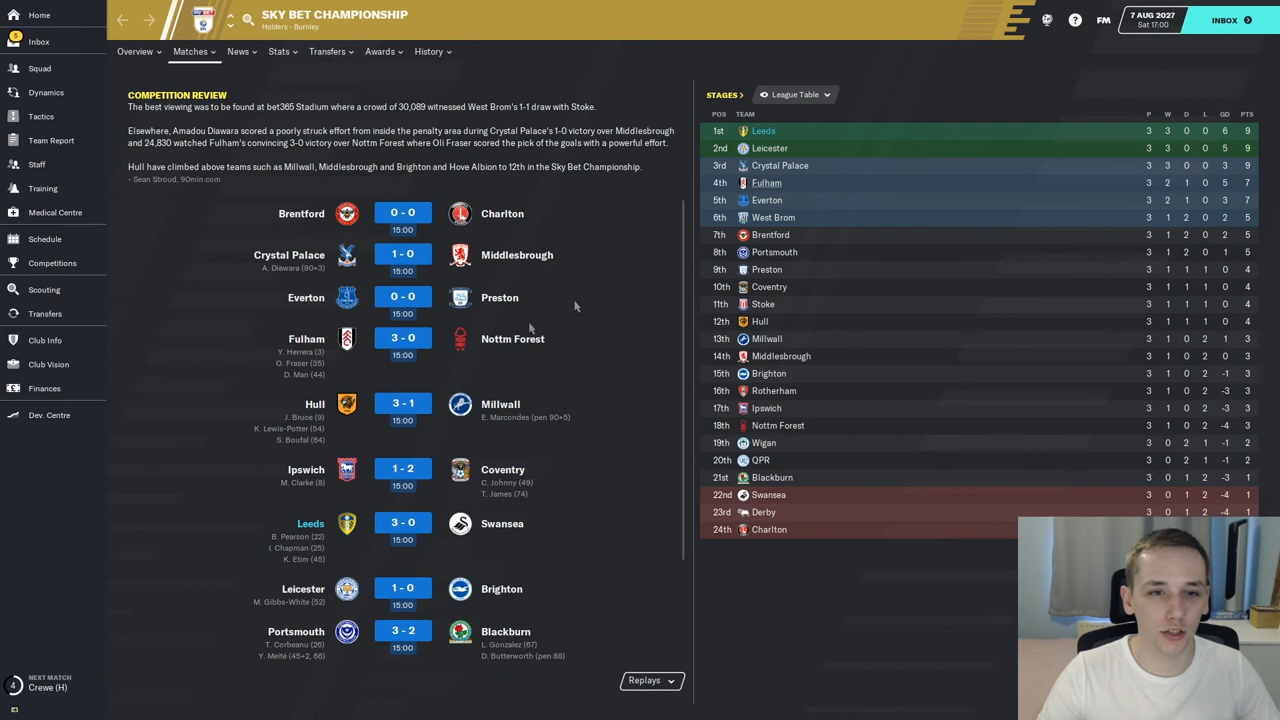 Home
5
Inbox
Squad
Dynamics
Tactics
Team Report
Staff
Training
Medical Centre
Schedule
Competitions
Scouting
Transfers
Club Info
Club Vision
Finances
Dev. Centre
4
NEXT MATCH
Crewe (H)
SKY BET CHAMPIONSHIP
Holders - Burnley
FM
7 AUG 2027
Sat 17:00
INBOX
Overview
Matches
News
Stats
Transfers
Awards
History
COMPETITION REVIEW
The best viewing was to be found at bet365 Stadium where a crowd of 30,089 witnessed West Brom's 1-1 draw with Stoke.
Elsewhere, Amadou Diawara scored a poorly struck effort from inside the penalty area during Crystal Palace's 1-0 victory over Middlesbrough
and 24,830 watched Fulham's convincing 3-0 victory over Nottm Forest where Oli Fraser scored the pick of the goals with a powerful effort.
Hull have climbed above teams such as Millwall, Middlesbrough and Brighton and Hove Albion to 12th in the Sky Bet Championship.
- Sean Stroud, 90min.com
Brentford 0 - 0 Charlton
15:00
Crystal Palace 1 - 0 Middlesbrough
A. Diawara (90+3) 15:00
Everton 0 - 0 Preston
15:00
Fulham 3 - 0 Nottm Forest
Y. Herrera (3) 15:00
O. Fraser (35)
D. Man (44)
Hull 3 - 1 Millwall
J. Bruce (9) 15:00 E. Marcondes (pen 90+5)
K. Lewis-Potter (54)
S. Boufal (64)
Ipswich 1 - 2 Coventry
M. Clarke (8) 15:00 C. Johnny (49)
T. James (74)
Leeds 3 - 0 Swansea
B. Pearson (22) 15:00
I. Chapman (25)
K. Etim (45)
Leicester 1 - 0 Brighton
M. Gibbs-White (52) 15:00
Portsmouth 3 - 2 Blackburn
T. Corbeanu (26) 15:00 L. Gonzalez (67)
Y. Meïté (45+2, 66) D. Butterworth (pen 88)
Replays
STAGES > League Table
POS TEAM P W D L GD PTS
1st Leeds 3 3 0 0 6 9
2nd Leicester 3 3 0 0 5 9
3rd Crystal Palace 3 3 0 0 4 9
4th Fulham 3 2 1 0 5 7
5th Everton 3 2 1 0 3 7
6th West Brom 3 1 2 0 2 5
7th Brentford 3 1 2 0 2 5
8th Portsmouth 3 1 2 0 1 5
9th Preston 3 1 1 1 0 4
10th Coventry 3 1 1 1 0 4
11th Stoke 3 1 1 1 0 4
12th Hull 3 1 1 1 0 4
13th Millwall 3 1 0 2 0 3
14th Middlesbrough 3 1 0 2 0 3
15th Brighton 3 1 0 2 -1 3
16th Rotherham 3 1 0 2 -3 3
17th Ipswich 3 1 0 2 -3 3
18th Nottm Forest 3 1 0 2 -4 3
19th Wigan 3 0 2 1 -1 2
20th QPR 3 0 2 1 -1 2
21st Blackburn 3 0 1 2 -3 1
22nd Swansea 3 0 1 2 -4 1
23rd Derby 3 0 1 2 -4 1
24th Charlton